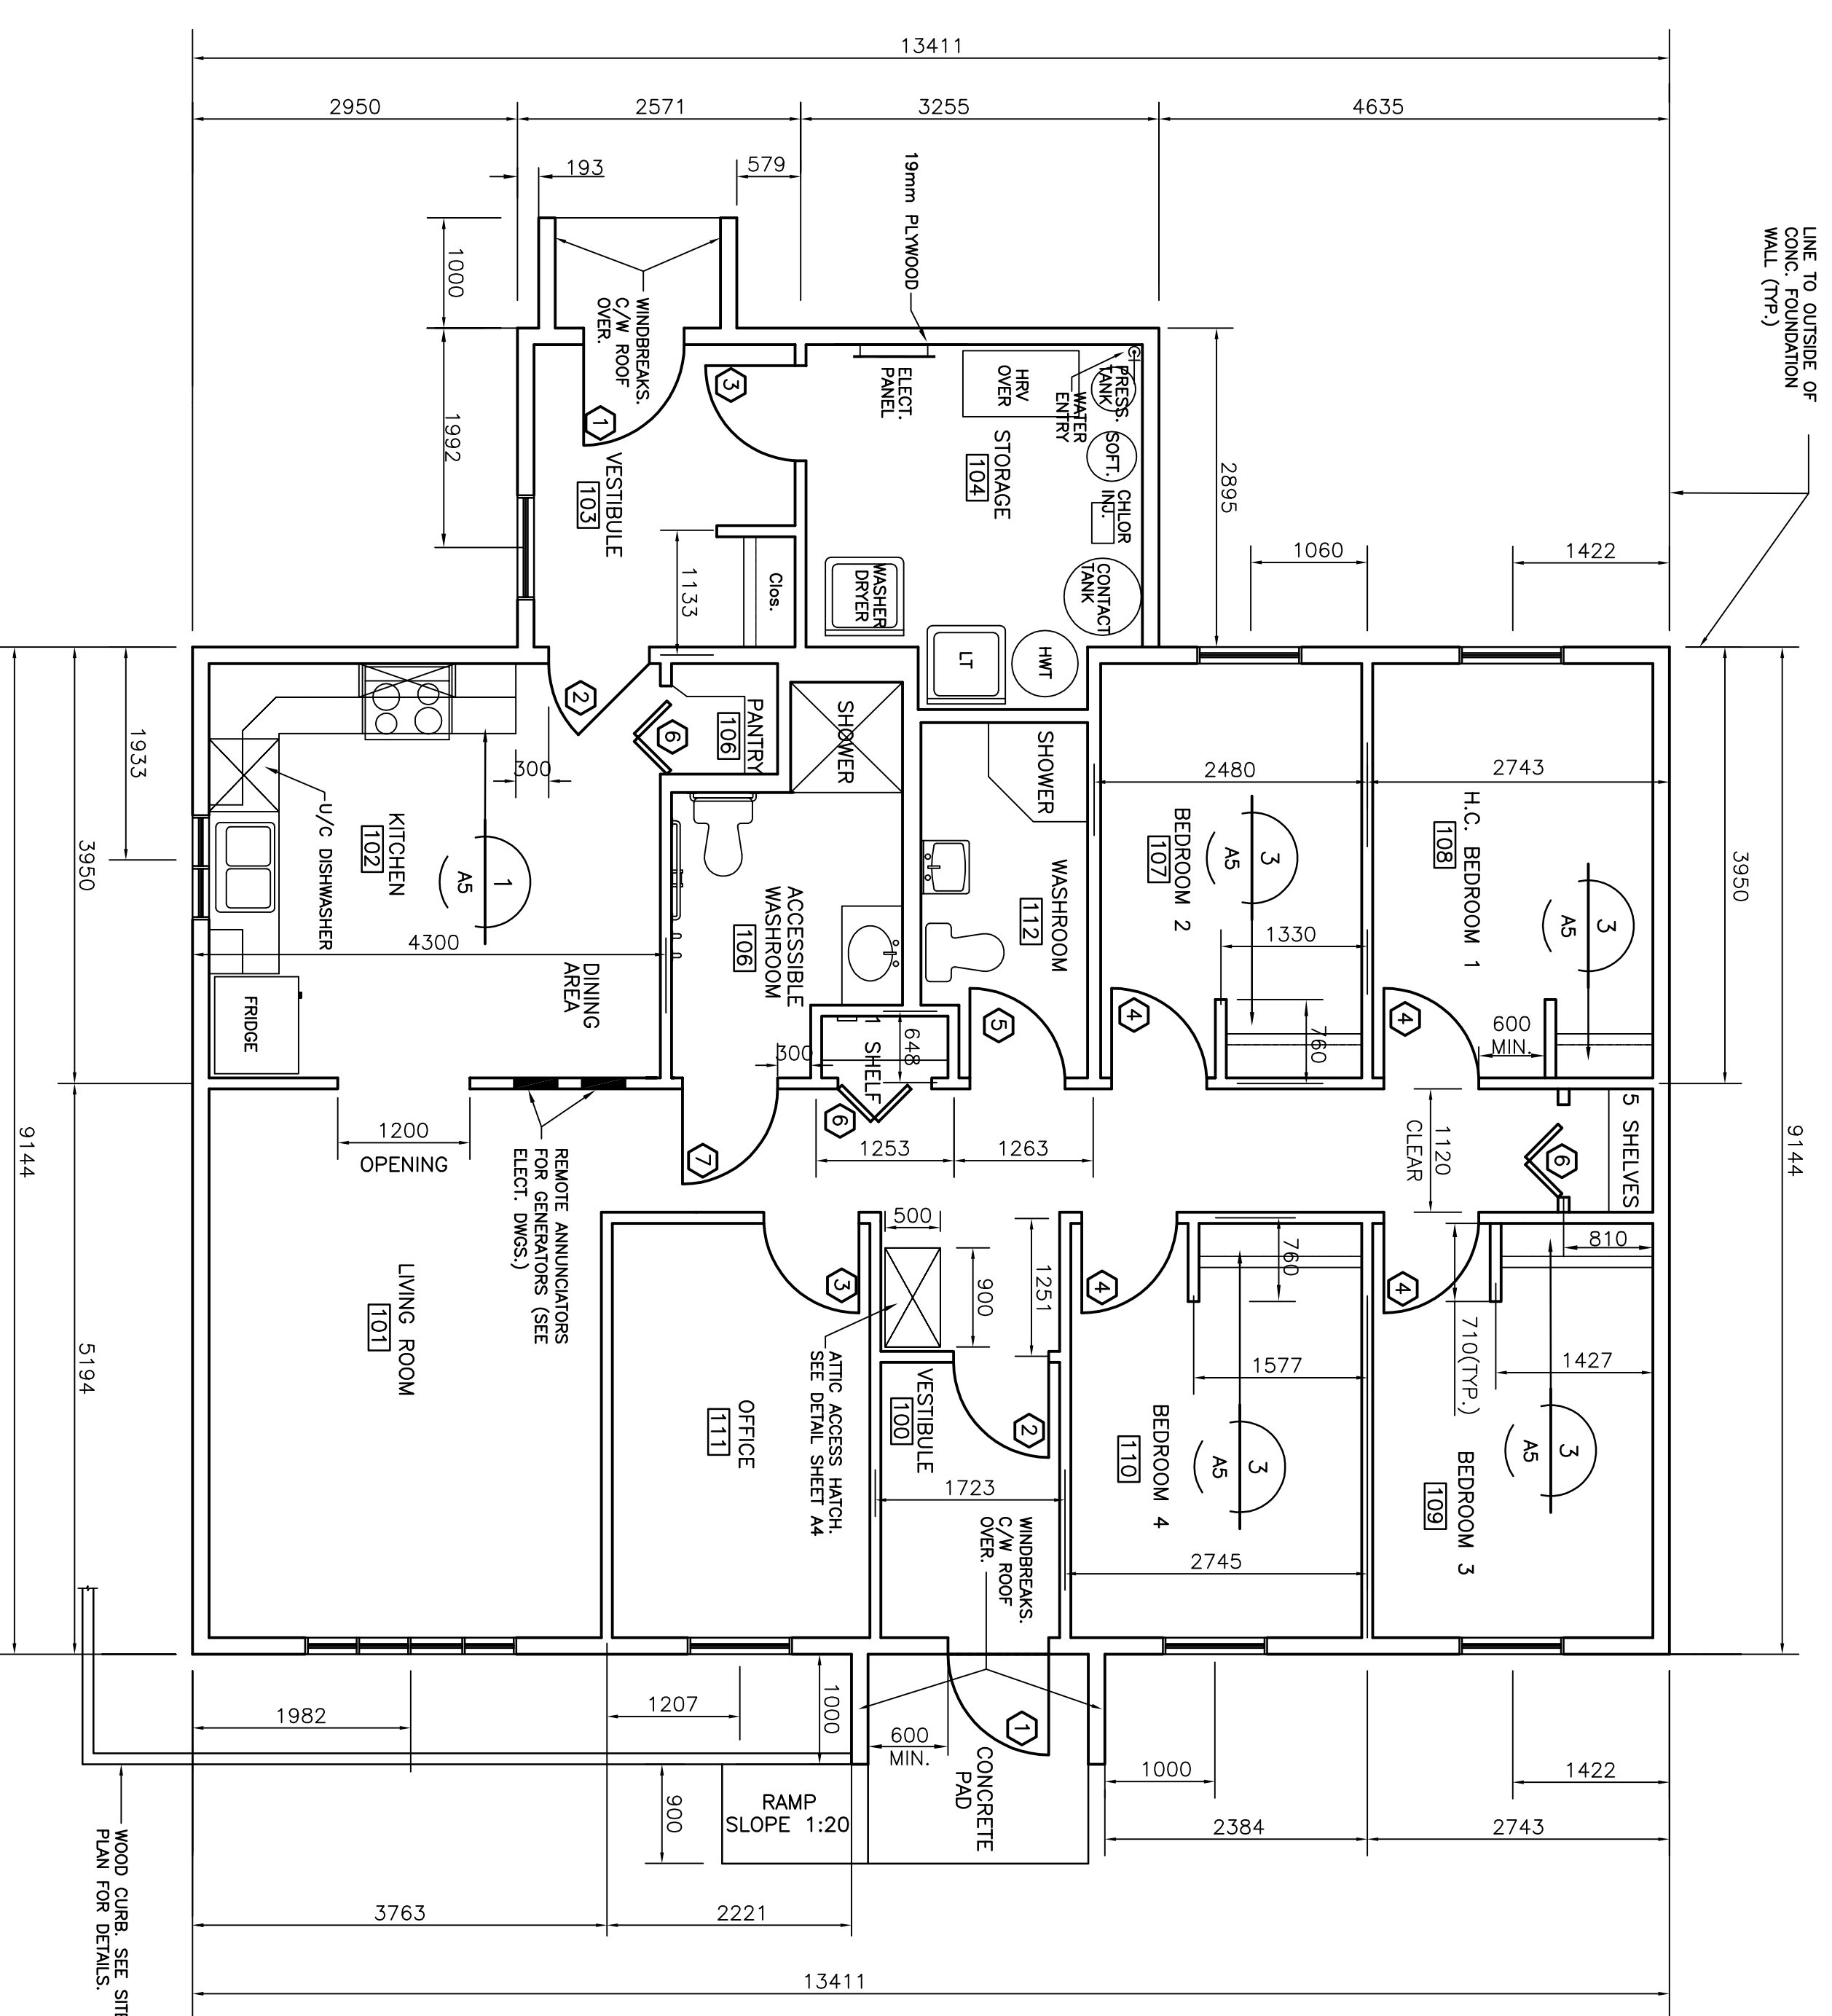 13411
2950
2571
3255
4635
193
579
19mm PLYWOOD
LINE TO OUTSIDE OF
CONC. FOUNDATION
WALL (TYP.)
1000
1992
WINDBREAKS.
C/W ROOF
OVER.
1
3
VESTIBULE
103
1133
Clos.
ELECT.
PANEL
HRV
OVER
STORAGE
104
PRESS.
TANK
WATER
ENTRY
SOFT.
CHLOR
INJ.
CONTACT
TANK
WASHER
DRYER
LT
HWT
2895
1060
1422
3950
9144
1933
3950
9144
5194
2
6
PANTRY
106
300
SHOWER
SHOWER
U/C DISHWASHER
KITCHEN
102
1
A5
4300
DINING
AREA
FRIDGE
ACCESSIBLE
WASHROOM
106
WASHROOM
112
2480
BEDROOM 2
107
3
A5
1330
760
2743
H.C. BEDROOM 1
108
3
A5
600
MIN.
4
4
5
648
1 SHELF
300
6
7
1253
1263
1120
CLEAR
5 SHELVES
6
810
1200
OPENING
REMOTE ANNUNCIATORS
FOR GENERATORS (SEE
ELECT. DWGS.)
LIVING ROOM
101
3
OFFICE
111
500
900
1251
ATTIC ACCESS HATCH.
SEE DETAIL SHEET A4
VESTIBULE
100
2
1723
WINDBREAKS.
C/W ROOF
OVER.
4
760
1577
BEDROOM 4
110
3
A5
2745
4
710(TYP.)
1427
BEDROOM 3
109
3
A5
1982
1207
1000
600
MIN.
1
CONCRETE
PAD
RAMP
SLOPE 1:20
900
1000
1422
2384
2743
3763
2221
13411
WOOD CURB. SEE SITE
PLAN FOR DETAILS.